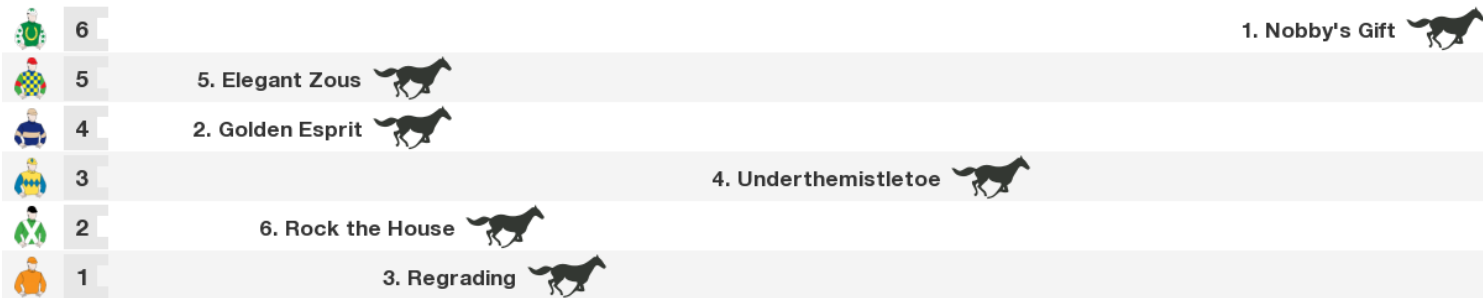 6 1. Nobby's Gift
5 5. Elegant Zous
4 2. Golden Esprit
3 4. Underthemistletoe
2 6. Rock the House
1 3. Regrading